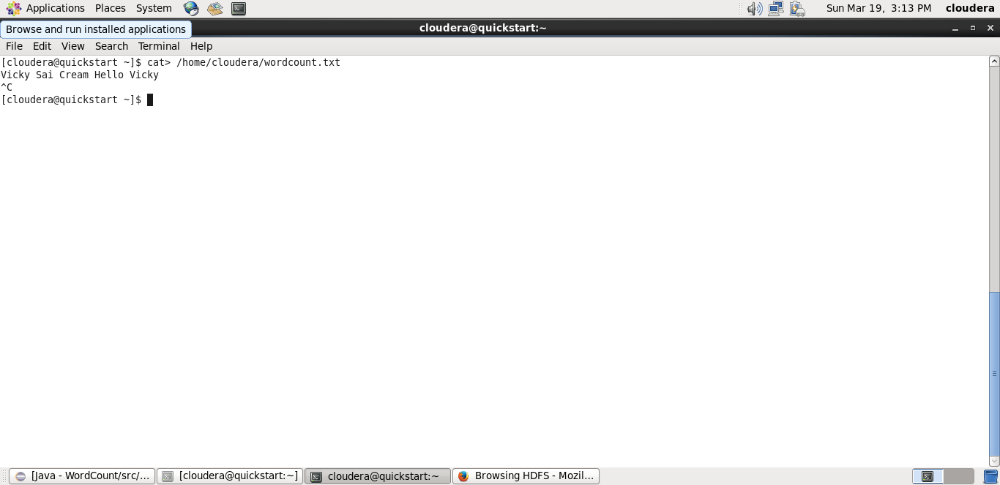 Applications Places System Sun Mar 19, 3:13 PM cloudera
Browse and run installed applications
cloudera@quickstart:~
File Edit View Search Terminal Help
[cloudera@quickstart ~]$ cat> /home/cloudera/wordcount.txt
Vicky Sai Cream Hello Vicky
^C
[cloudera@quickstart ~]$
[Java - WordCount/src/... [cloudera@quickstart:~] cloudera@quickstart:~ Browsing HDFS - Mozil...